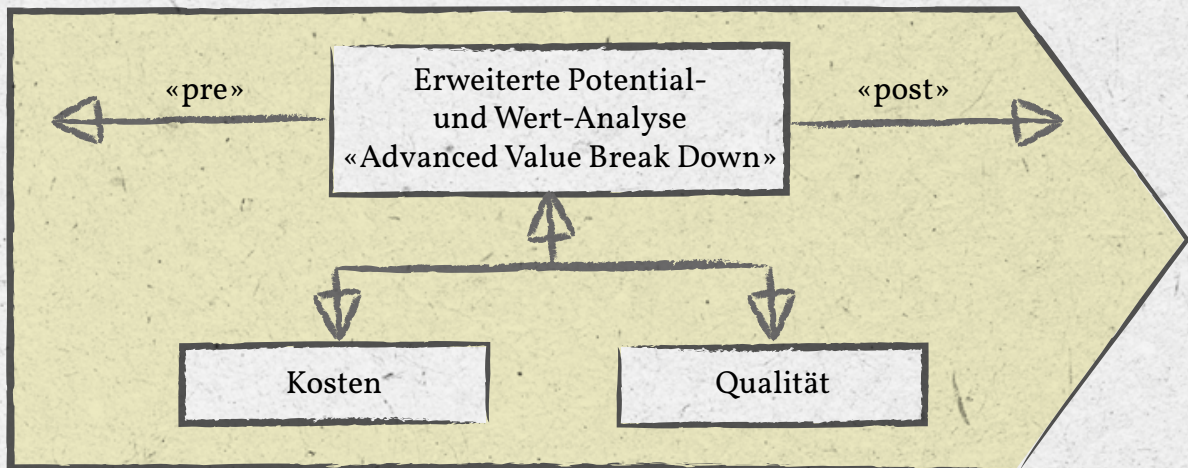 «pre»
Erweiterte Potential-
und Wert-Analyse
«Advanced Value Break Down»
«post»
Kosten
Qualität